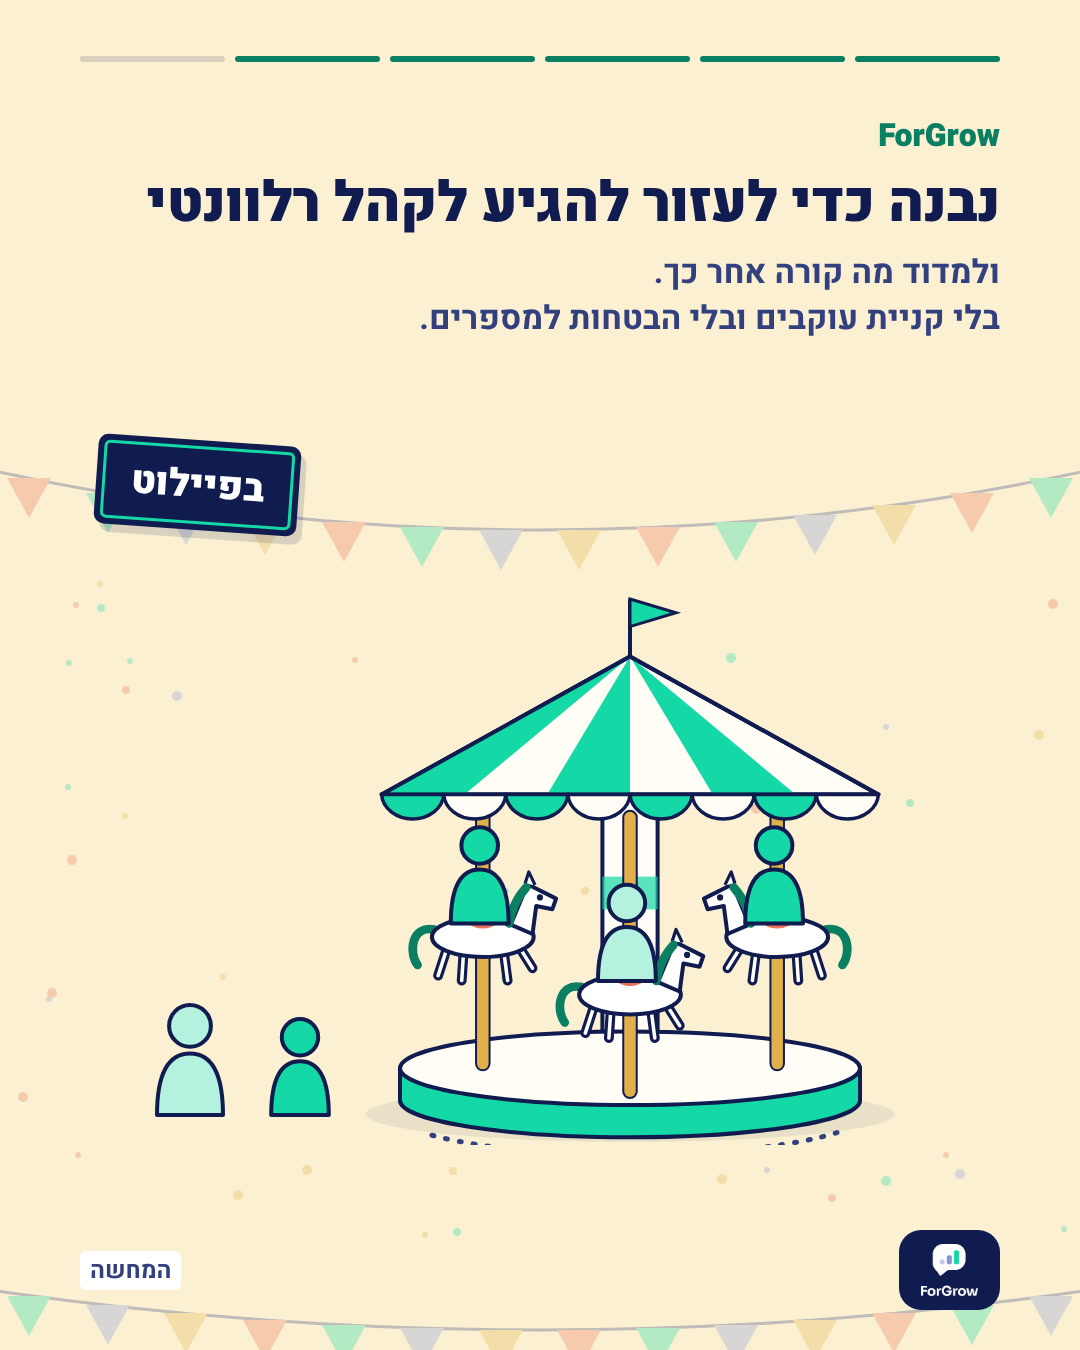 ForGrow
נבנה כדי לעזור להגיע לקהל רלוונטי
ולמדוד מה קורה אחר כך.
בלי קניית עוקבים ובלי הבטחות למספרים.
בפיילוט
ForGrow
המחשה